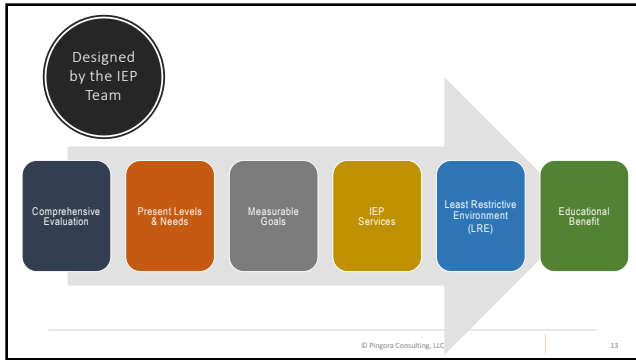 Designed
by the IEP
Team
Comprehensive
Evaluation
Present Levels
& Needs
Measurable
Goals
IEP
Services
Least Restrictive
Environment
(LRE)
Educational
Benefit
© Pingora Consulting, LLC
13